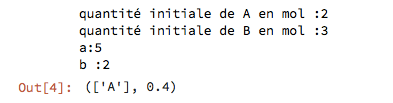 quantité initiale de A en mol :2
quantité initiale de B en mol :3
a:5
b :2
Out[4]: (['A'], 0.4)